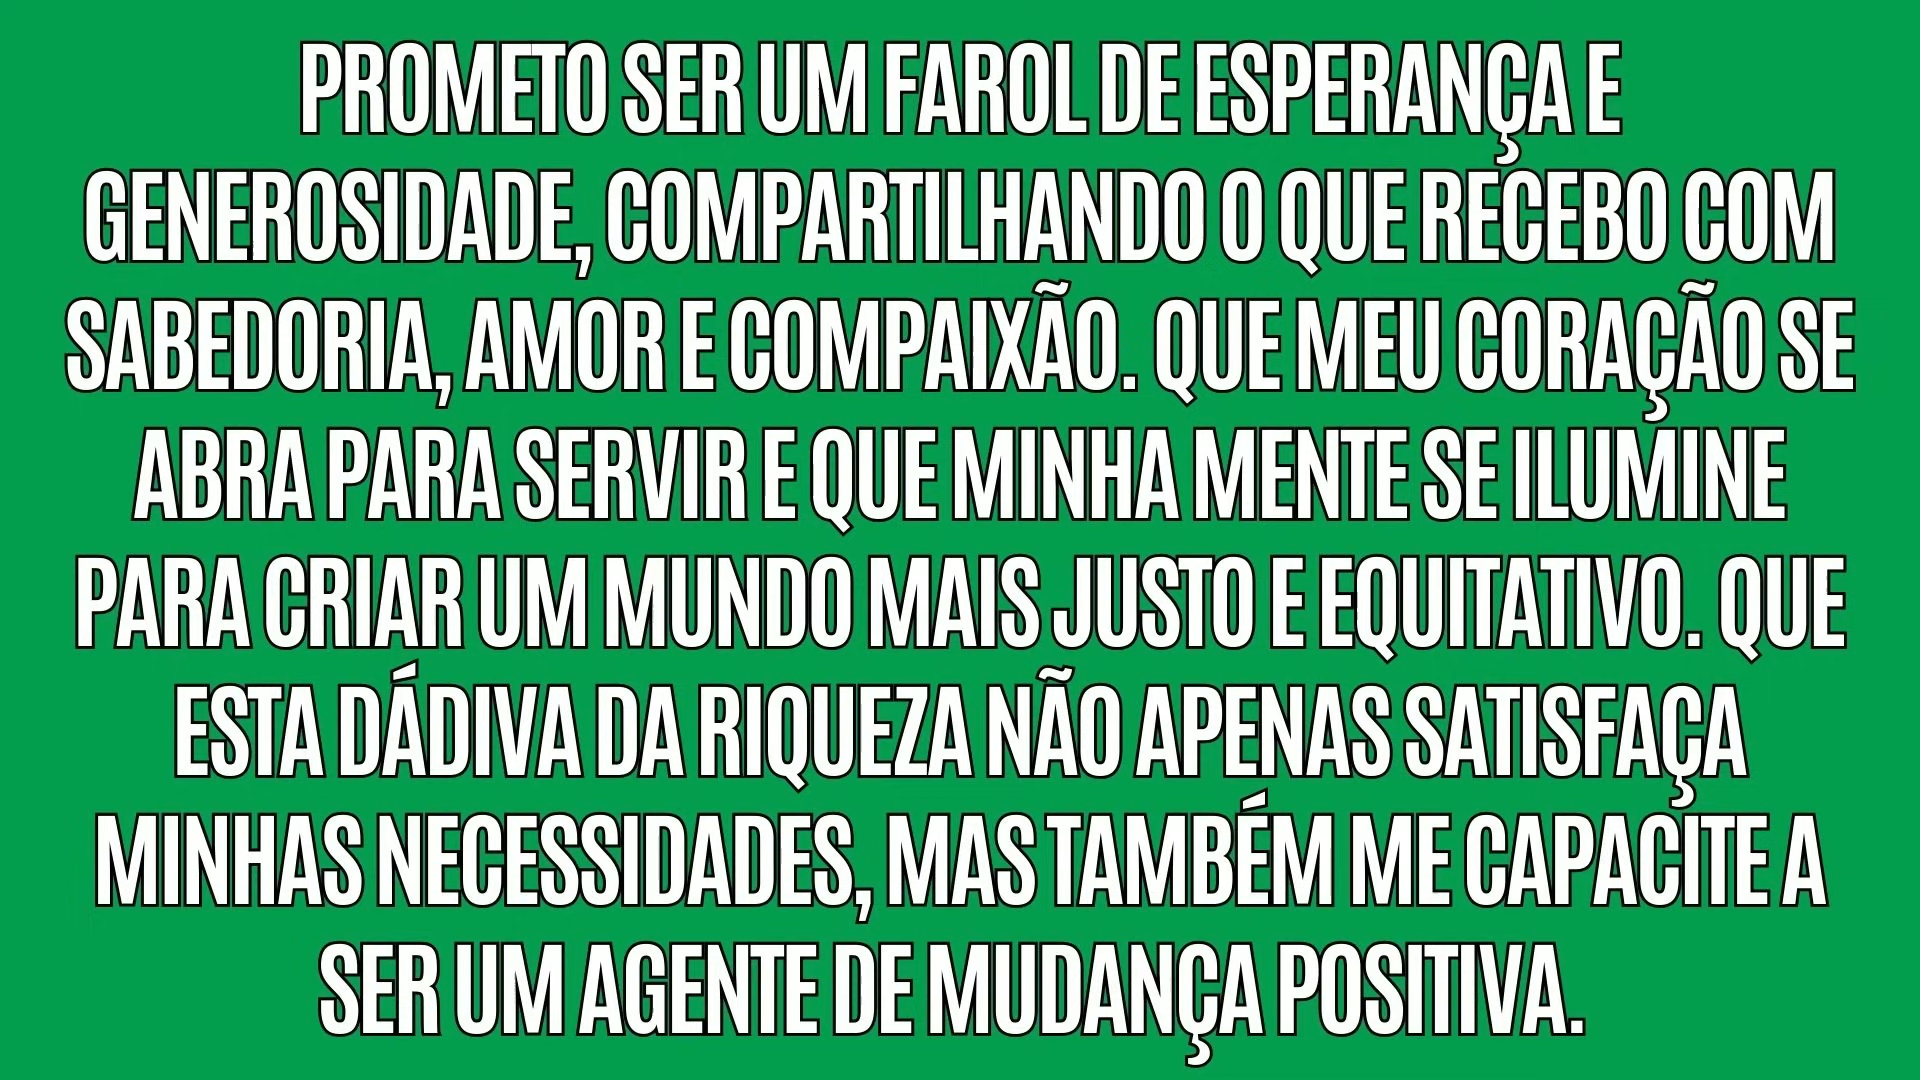 PROMETO SER UM FAROL DE ESPERANÇA E
GENEROSIDADE, COMPARTILHANDO O QUE RECEBO COM
SABEDORIA, AMOR E COMPAIXÃO. QUE MEU CORAÇÃO SE
ABRA PARA SERVIR E QUE MINHA MENTE SE ILUMINE
PARA CRIAR UM MUNDO MAIS JUSTO E EQUITATIVO. QUE
ESTA DÁDIVA DA RIQUEZA NÃO APENAS SATISFAÇA
MINHAS NECESSIDADES, MAS TAMBÉM ME CAPACITE A
SER UM AGENTE DE MUDANÇA POSITIVA.